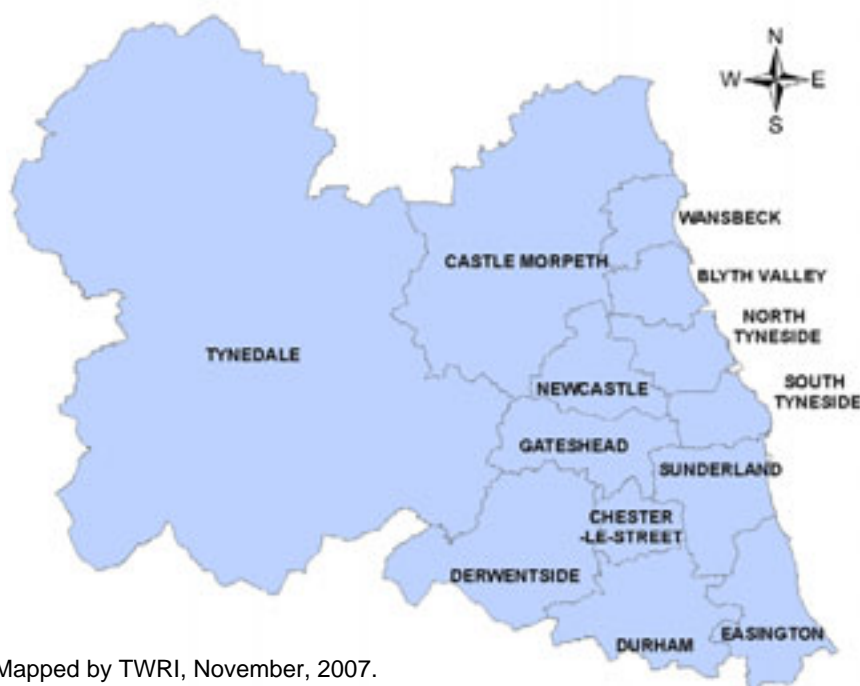 N
W E
S
WANSBECK
CASTLE MORPETH
BLYTH VALLEY
NORTH
TYNESIDE
TYNEDALE
SOUTH
TYNESIDE
NEWCASTLE
GATESHEAD
SUNDERLAND
CHESTER
-LE-STREET
DERWENTSIDE
EASINGTON
DURHAM
Mapped by TWRI, November, 2007.